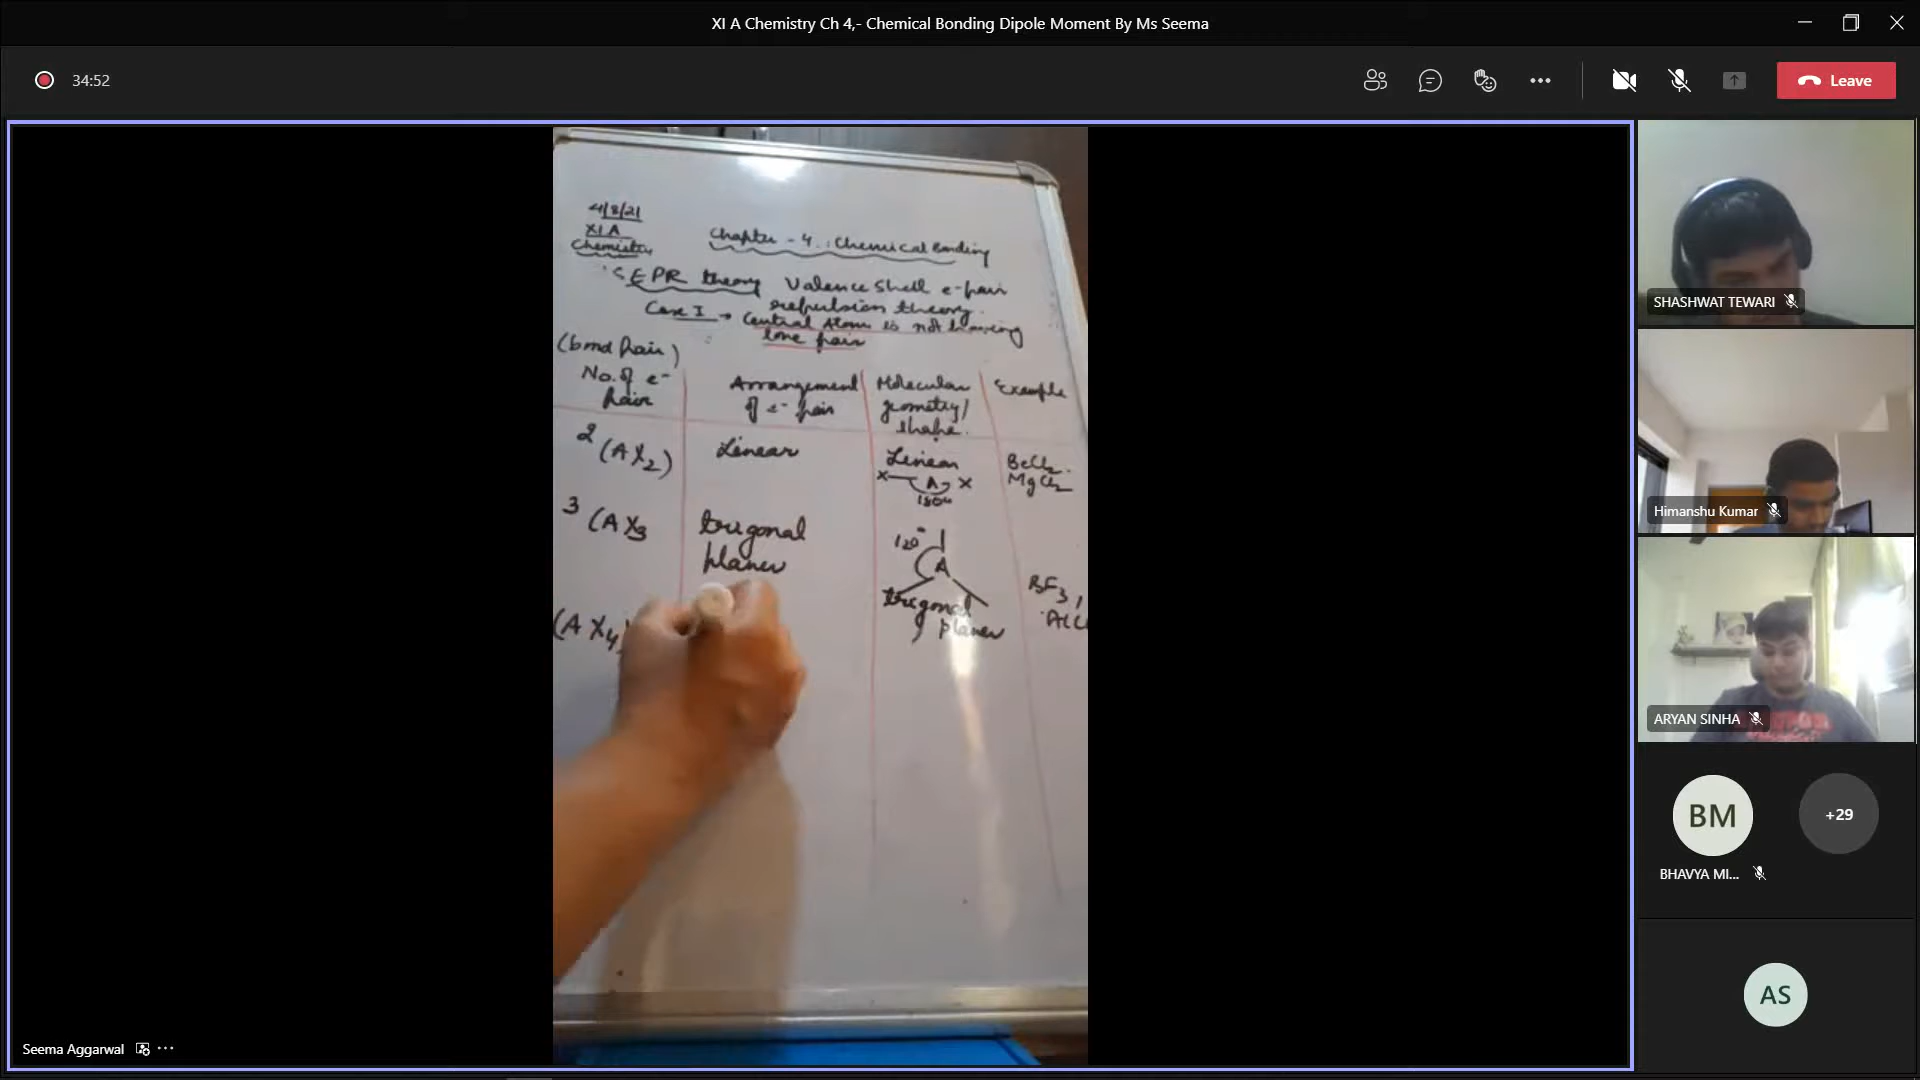 XI A Chemistry Ch 4,- Chemical Bonding Dipole Moment By Ms Seema
34:52
Leave
4/8/21
XI A
Chemistry
Chapter - 4 : Chemical Bonding
SEPR theory Valence Shell e- pair
repulsion theory.
Case I → Central Atom is not having
lone pair
(bond pair)
No. of e-
pair
Arrangement
of e- pair
Molecular
geometry/
shape.
Example
2 (AX2)
Linear
Linear
X A X
180°
BeCl2.
MgCl2
3 (AX3
trigonal
planer
120°
A
trigonal
planer
BF3,
AlCl
(AX4)
SHASHWAT TEWARI
Himanshu Kumar
ARYAN SINHA
BM
+29
BHAVYA MI...
AS
Seema Aggarwal